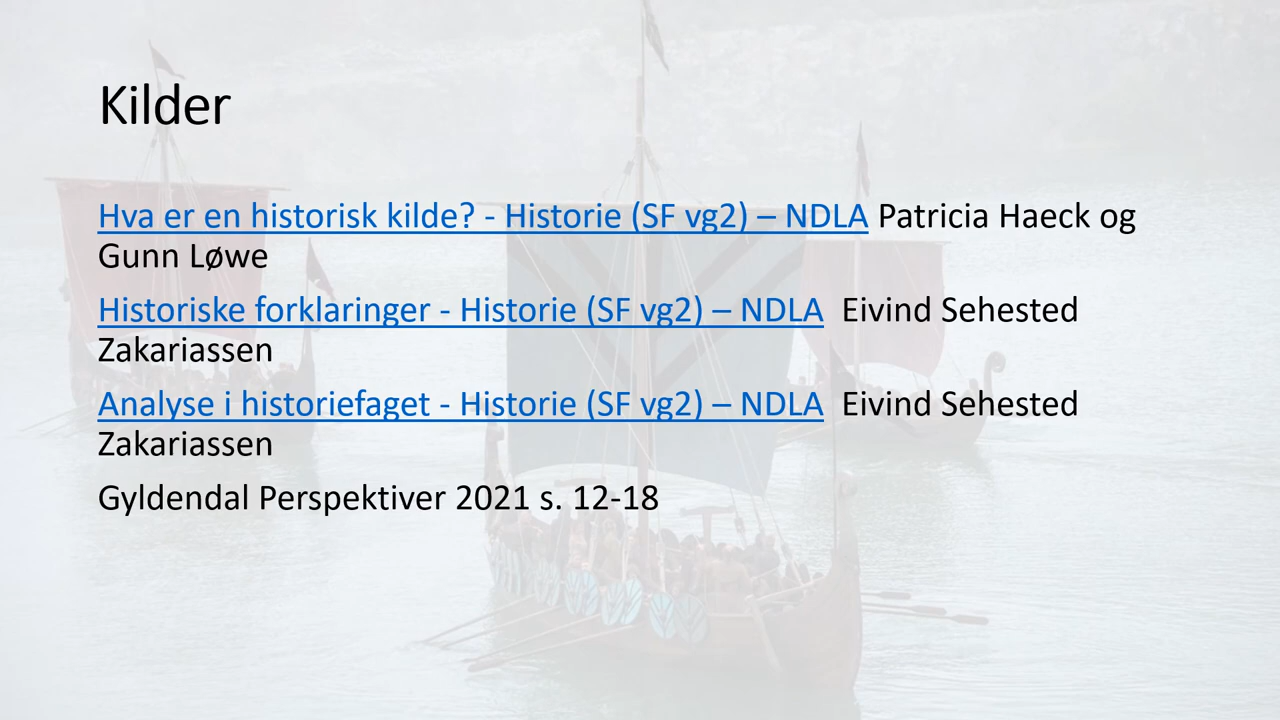 Kilder
Hva er en historisk kilde? - Historie (SF vg2) – NDLA Patricia Haeck og
Gunn Løwe
Historiske forklaringer - Historie (SF vg2) – NDLA  Eivind Sehested
Zakariassen
Analyse i historiefaget - Historie (SF vg2) – NDLA  Eivind Sehested
Zakariassen
Gyldendal Perspektiver 2021 s. 12-18